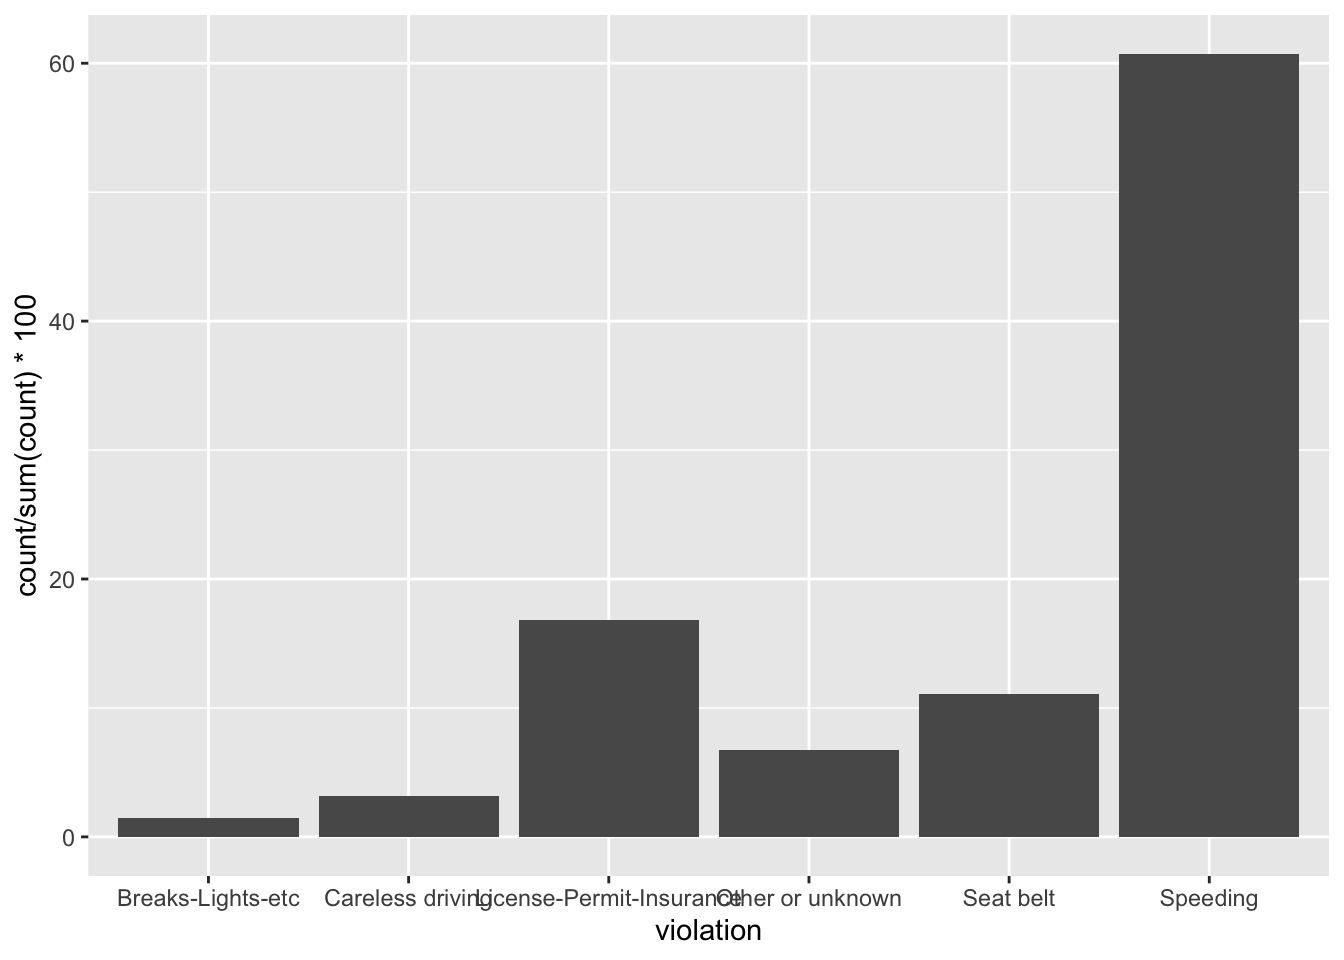 count/sum(count) * 100
60
40
20
0
Breaks-Lights-etc
Careless driving
License-Permit-Insurance
Other or unknown
Seat belt
Speeding
violation